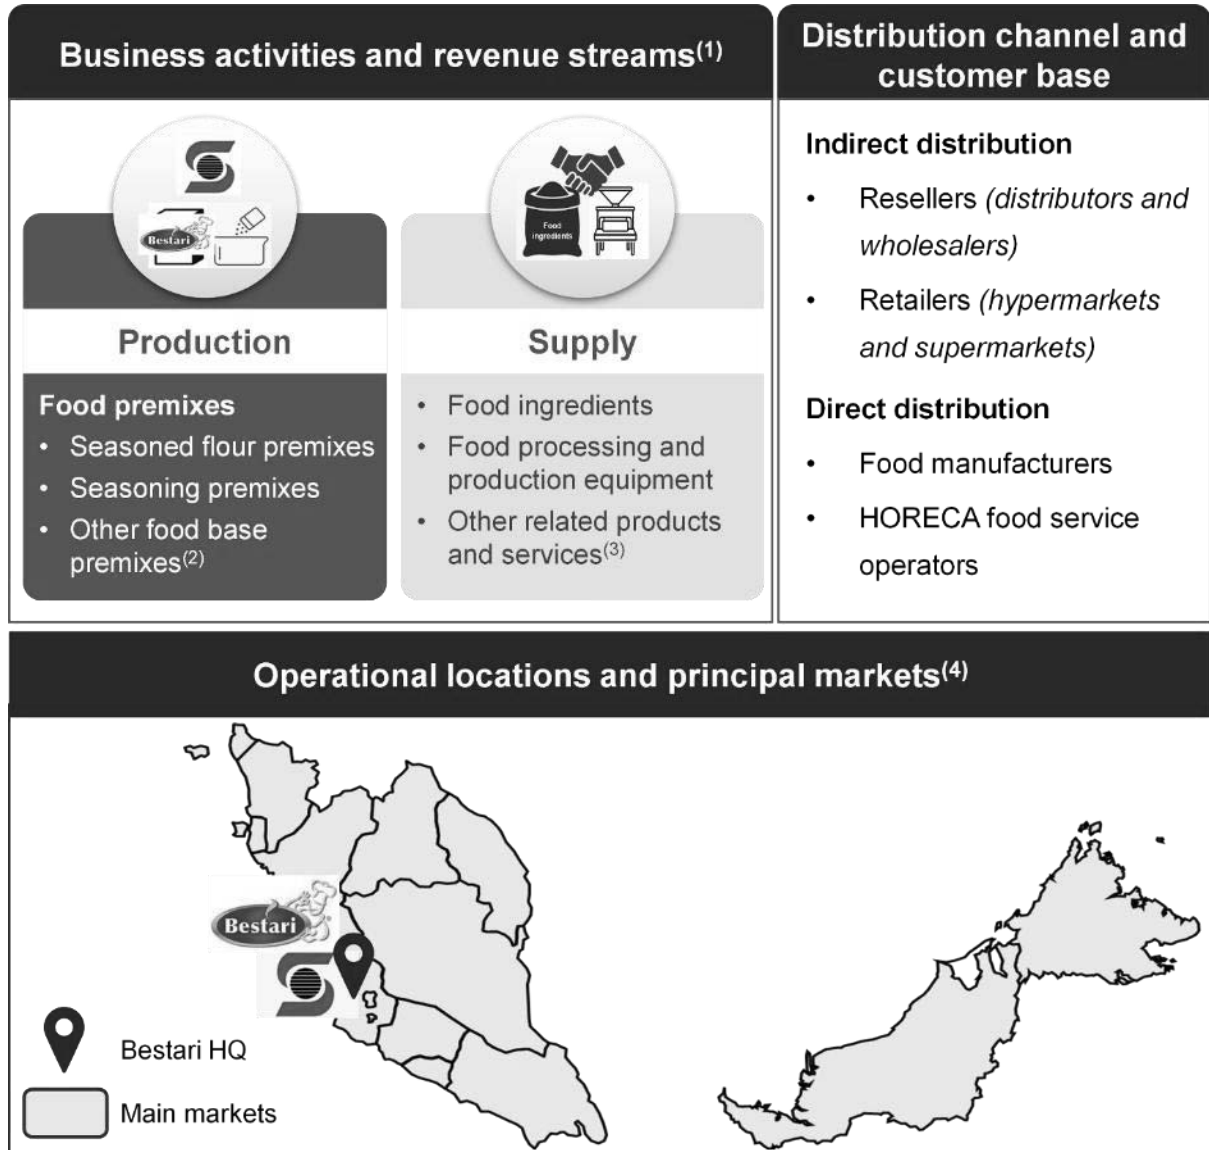 Business activities and revenue streams(1)
Bestari
Production
Food premixes
• Seasoned flour premixes
• Seasoning premixes
• Other food base
premixes(2)
Food
ingredients
Supply
• Food ingredients
• Food processing and
production equipment
• Other related products
and services(3)
Distribution channel and
customer base
Indirect distribution
• Resellers (distributors and
wholesalers)
• Retailers (hypermarkets
and supermarkets)
Direct distribution
• Food manufacturers
• HORECA food service
operators
Operational locations and principal markets(4)
Bestari
Bestari HQ
Main markets